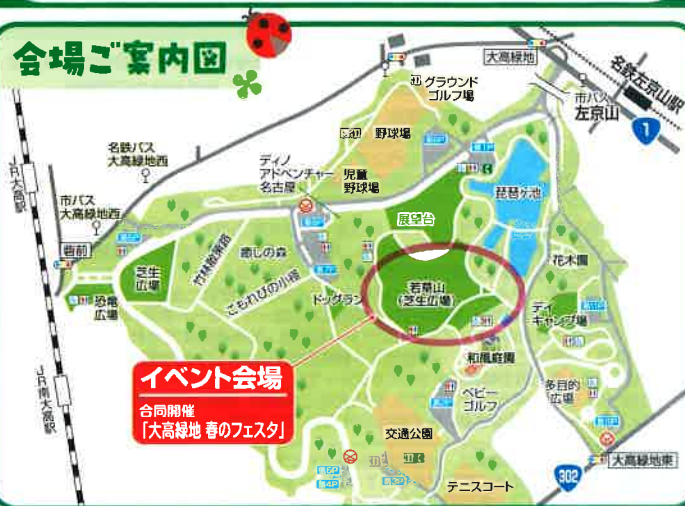 会場ご案内図
大高緑地
名鉄左京山駅
市バス
左京山
1
グラウンド
ゴルフ場
野球場
名鉄バス
大高緑地西
ディノ
アドベンチャー
名古屋
児童
野球場
第1P
琵琶ヶ池
JR大高駅
市バス
大高緑地西
展望台
砦前
芝生
広場
竹林散策路
癒しの森
こもれびの小径
花木園
恐竜
広場
ドッグラン
若草山
(芝生広場)
デイ
キャンプ場
和風庭園
イベント会場
合同開催
「大高緑地 春のフェスタ」
ベビー
ゴルフ
多目的
広場
JR南大高駅
交通公園
大高緑地東
302
第4P
テニスコート